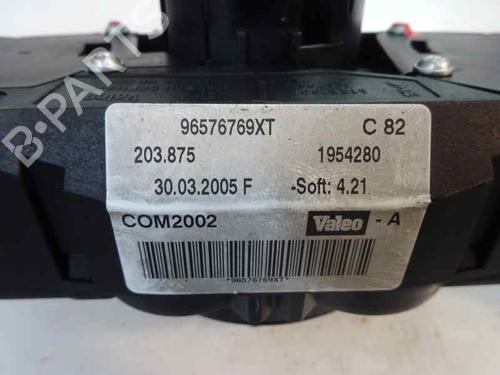 B-PARTS
96576769XT C 82
203.875 1954280
30.03.2005 F -Soft: 4.21
COM2002 Valeo - A
*96576769XT*